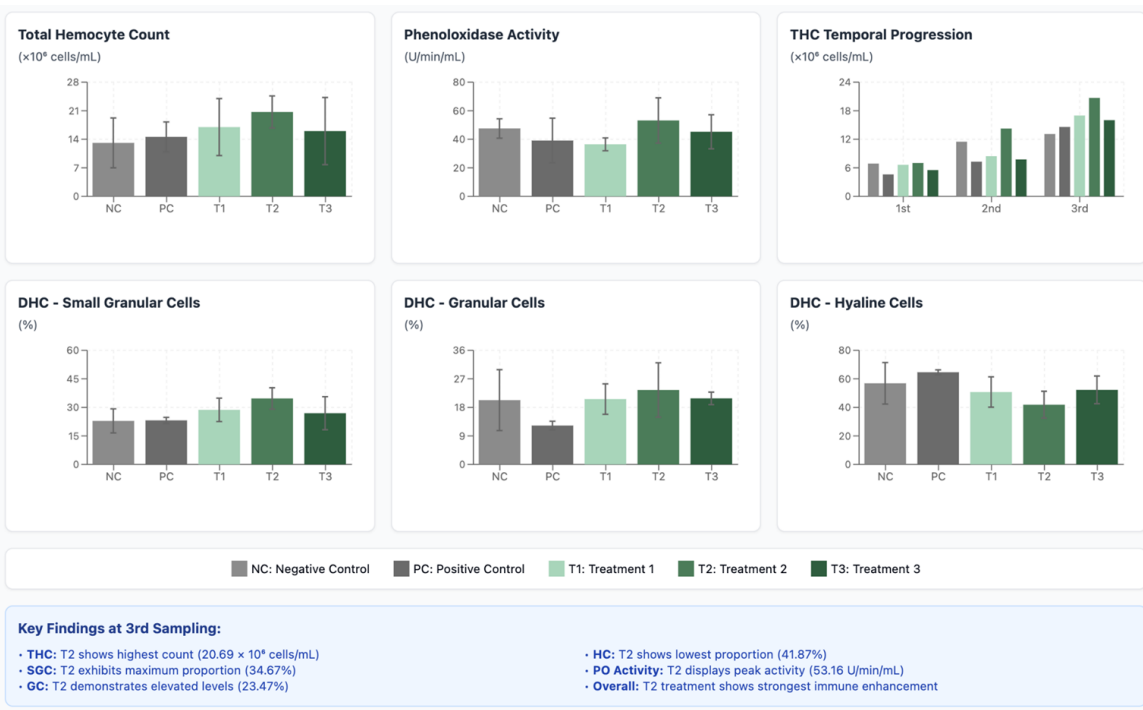 Total Hemocyte Count
(×10⁶ cells/mL)
28
21
14
7
0
NC PC T1 T2 T3
Phenoloxidase Activity
(U/min/mL)
80
60
40
20
0
NC PC T1 T2 T3
THC Temporal Progression
(×10⁶ cells/mL)
24
18
12
6
0
1st 2nd 3rd
DHC - Small Granular Cells
(%)
60
45
30
15
0
NC PC T1 T2 T3
DHC - Granular Cells
(%)
36
27
18
9
0
NC PC T1 T2 T3
DHC - Hyaline Cells
(%)
80
60
40
20
0
NC PC T1 T2 T3
NC: Negative Control PC: Positive Control T1: Treatment 1 T2: Treatment 2 T3: Treatment 3
Key Findings at 3rd Sampling:
• THC: T2 shows highest count (20.69 × 10⁶ cells/mL)
• SGC: T2 exhibits maximum proportion (34.67%)
• GC: T2 demonstrates elevated levels (23.47%)
• HC: T2 shows lowest proportion (41.87%)
• PO Activity: T2 displays peak activity (53.16 U/min/mL)
• Overall: T2 treatment shows strongest immune enhancement